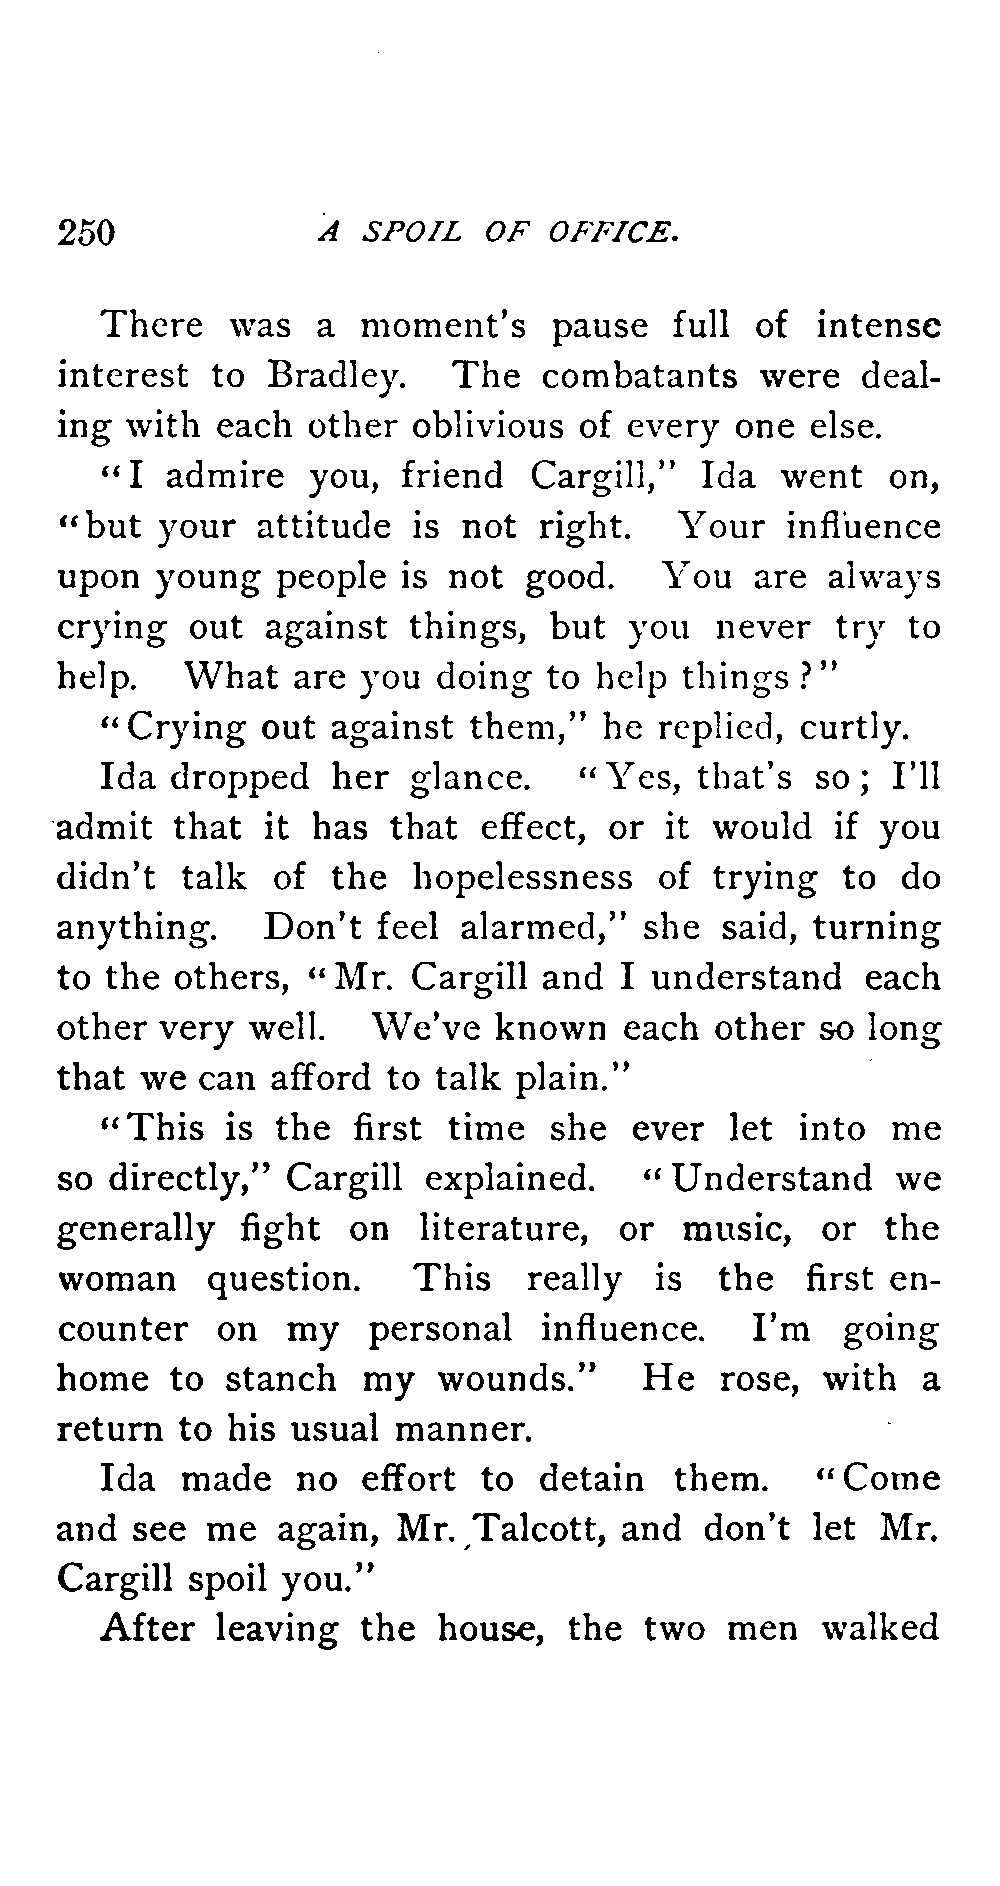 250 A SPOIL OF OFFICE.
There was a moment's pause full of intense
interest to Bradley. The combatants were deal-
ing with each other oblivious of every one else.
"I admire you, friend Cargill," Ida went on,
"but your attitude is not right. Your influence
upon young people is not good. You are always
crying out against things, but you never try to
help. What are you doing to help things?"
"Crying out against them," he replied, curtly.
Ida dropped her glance. "Yes, that's so; I'll
admit that it has that effect, or it would if you
didn't talk of the hopelessness of trying to do
anything. Don't feel alarmed," she said, turning
to the others, "Mr. Cargill and I understand each
other very well. We've known each other so long
that we can afford to talk plain."
"This is the first time she ever let into me
so directly," Cargill explained. "Understand we
generally fight on literature, or music, or the
woman question. This really is the first en-
counter on my personal influence. I'm going
home to stanch my wounds." He rose, with a
return to his usual manner.
Ida made no effort to detain them. "Come
and see me again, Mr. Talcott, and don't let Mr.
Cargill spoil you."
After leaving the house, the two men walked